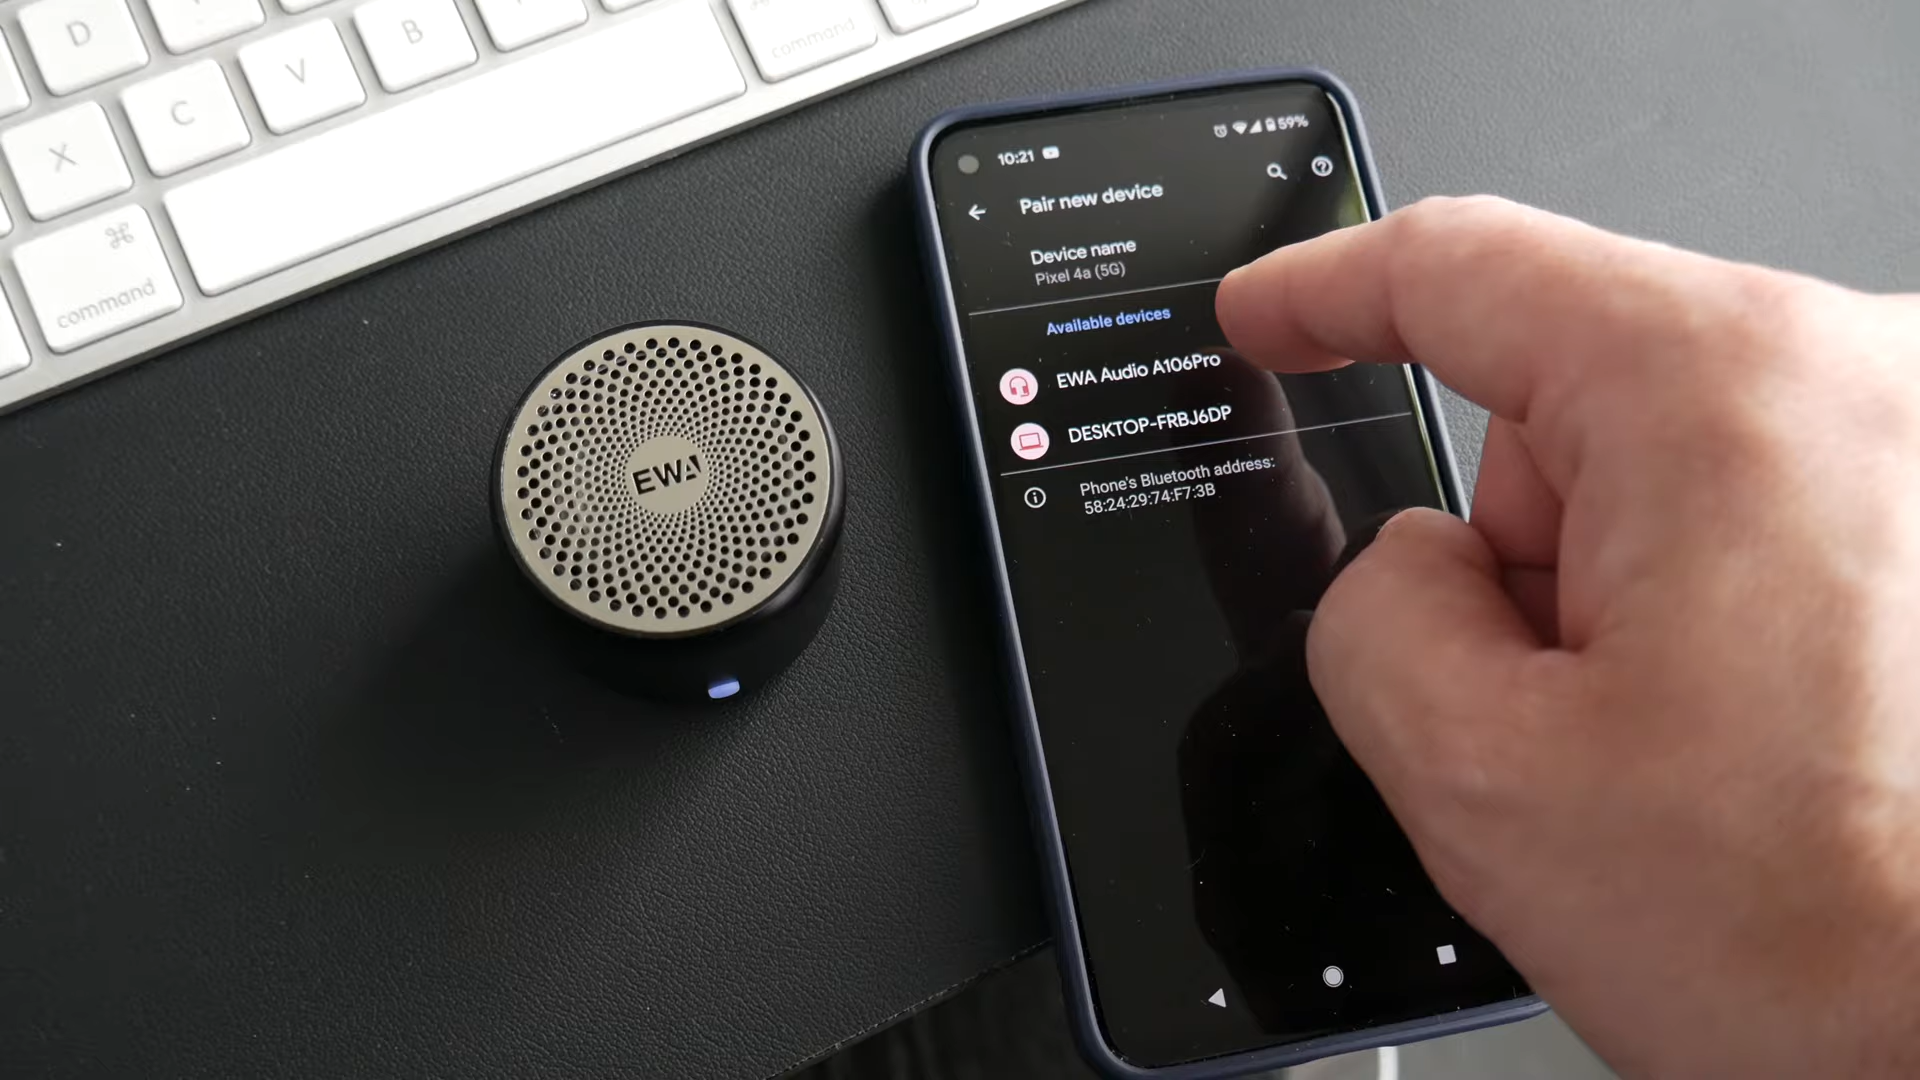 D
B
V
C
X
⌘
command
command
EWA
10:21
59%
Pair new device
Device name
Pixel 4a (5G)
Available devices
EWA Audio A106Pro
DESKTOP-FRBJ6DP
Phone's Bluetooth address:
58:24:29:74:F7:3B